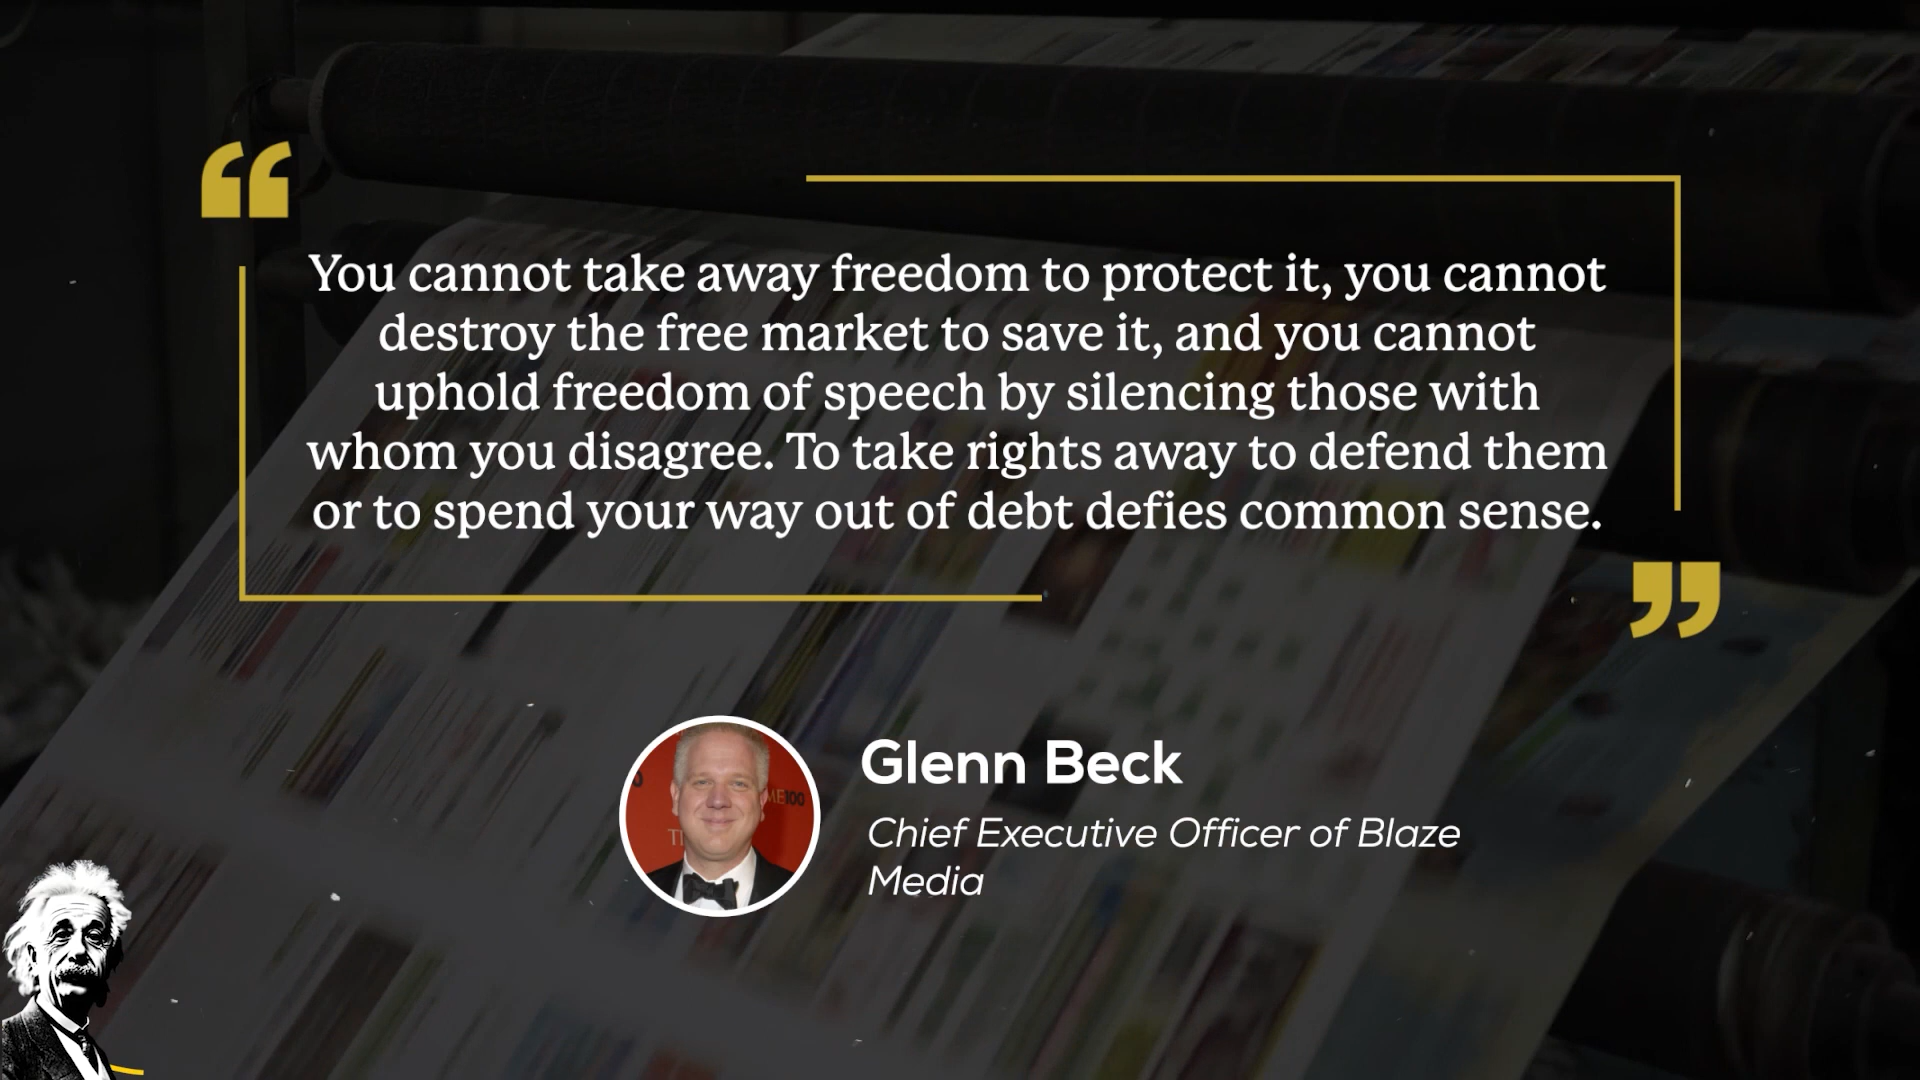 “
You cannot take away freedom to protect it, you cannot
destroy the free market to save it, and you cannot
uphold freedom of speech by silencing those with
whom you disagree. To take rights away to defend them
or to spend your way out of debt defies common sense.
”
Glenn Beck
Chief Executive Officer of Blaze
Media